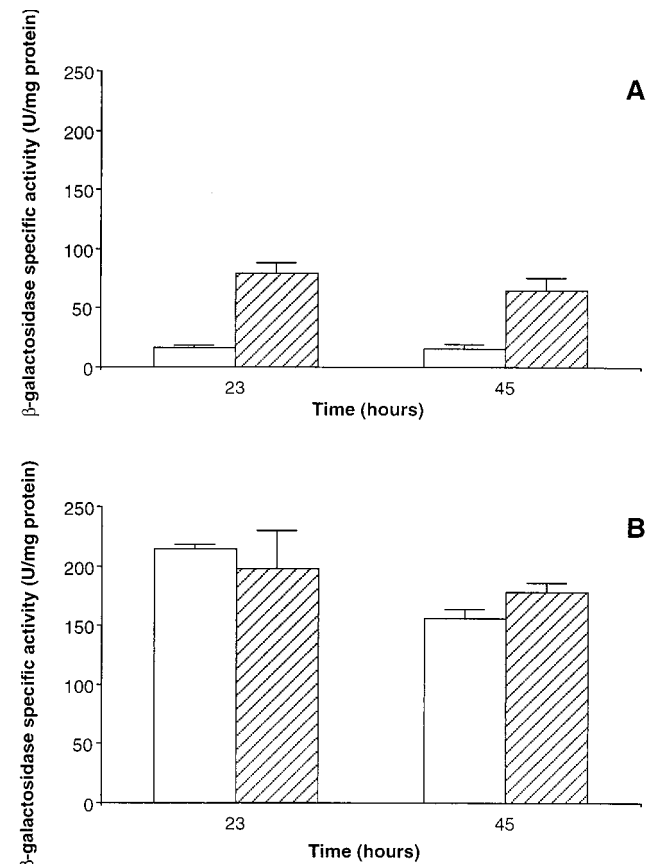 β-galactosidase specific activity (U/mg protein)
A
250
200
150
100
50
0
23
45
Time (hours)
β-galactosidase specific activity (U/mg protein)
B
250
200
150
100
50
0
23
45
Time (hours)